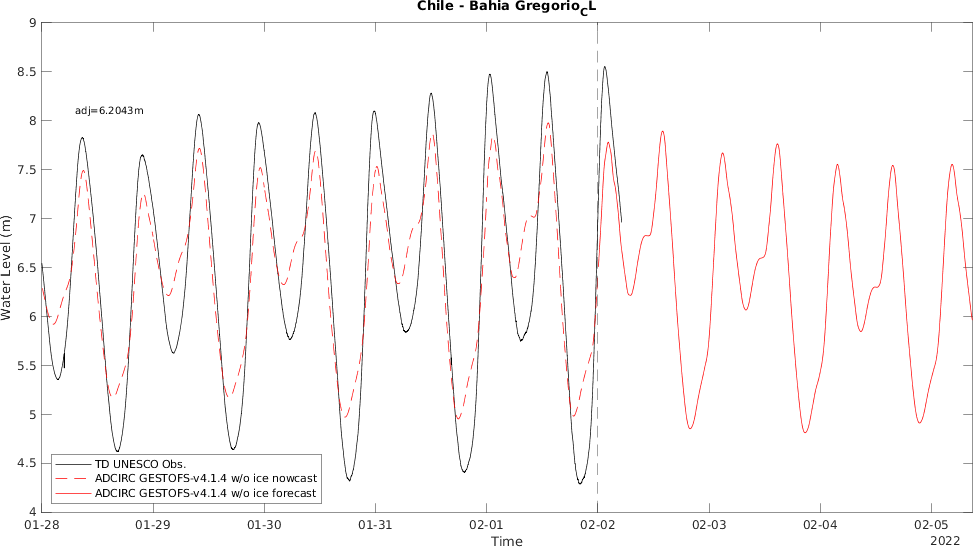 Chile - Bahia Gregorio_CL
9
8.5
8
7.5
7
6.5
6
5.5
5
4.5
4
Water Level (m)
adj=6.2043m
TD UNESCO Obs.
ADCIRC GESTOFS-v4.1.4 w/o ice nowcast
ADCIRC GESTOFS-v4.1.4 w/o ice forecast
01-28 01-29 01-30 01-31 02-01 02-02 02-03 02-04 02-05
Time
2022